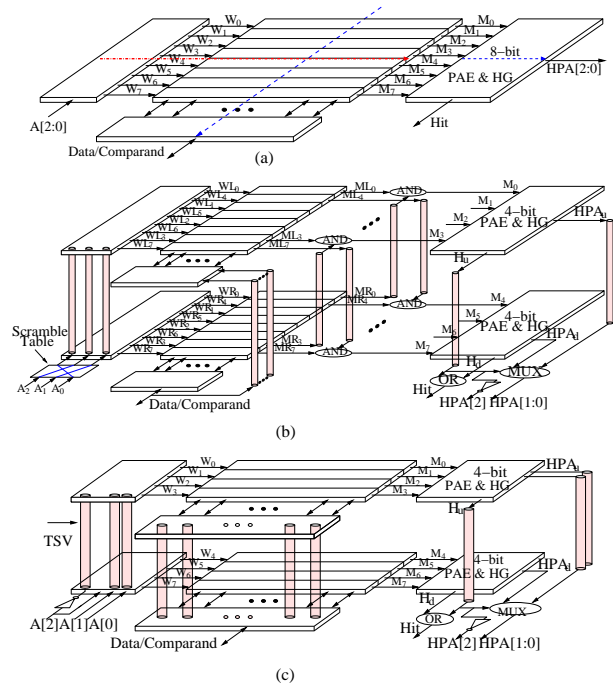 W0
W1
W2
W3
W4
W5
W6
W7
M0
M1
M2
M3
M4
M5
M6
M7
8-bit
PAE & HG
HPA[2:0]
A[2:0]
Hit
Data/Comparand
(a)
WL0
WL4
WL1
WL5
WL2
WL6
WL3
WL7
ML0
ML4
ML3
ML7
AND
AND
M0
M1
M2
M3
4-bit
PAE & HG
HPAu
Hu
WR0
WR4
WR1
WR5
WR2
WR6
WR3
WR7
MR0
MR4
MR3
MR7
AND
AND
M4
M5
M6
M7
4-bit
PAE & HG
HPAd
Hd
Scramble
Table
A2 A1 A0
Data/Comparand
OR
MUX
Hit
HPA[2]
HPA[1:0]
(b)
W0
W1
W2
W3
M0
M1
M2
M3
4-bit
PAE & HG
HPAu
Hu
TSV
W4
W5
W6
W7
M4
M5
M6
M7
4-bit
PAE & HG
HPAd
Hd
A[2]A[1]A[0]
Data/Comparand
OR
MUX
Hit
HPA[2]
HPA[1:0]
(c)